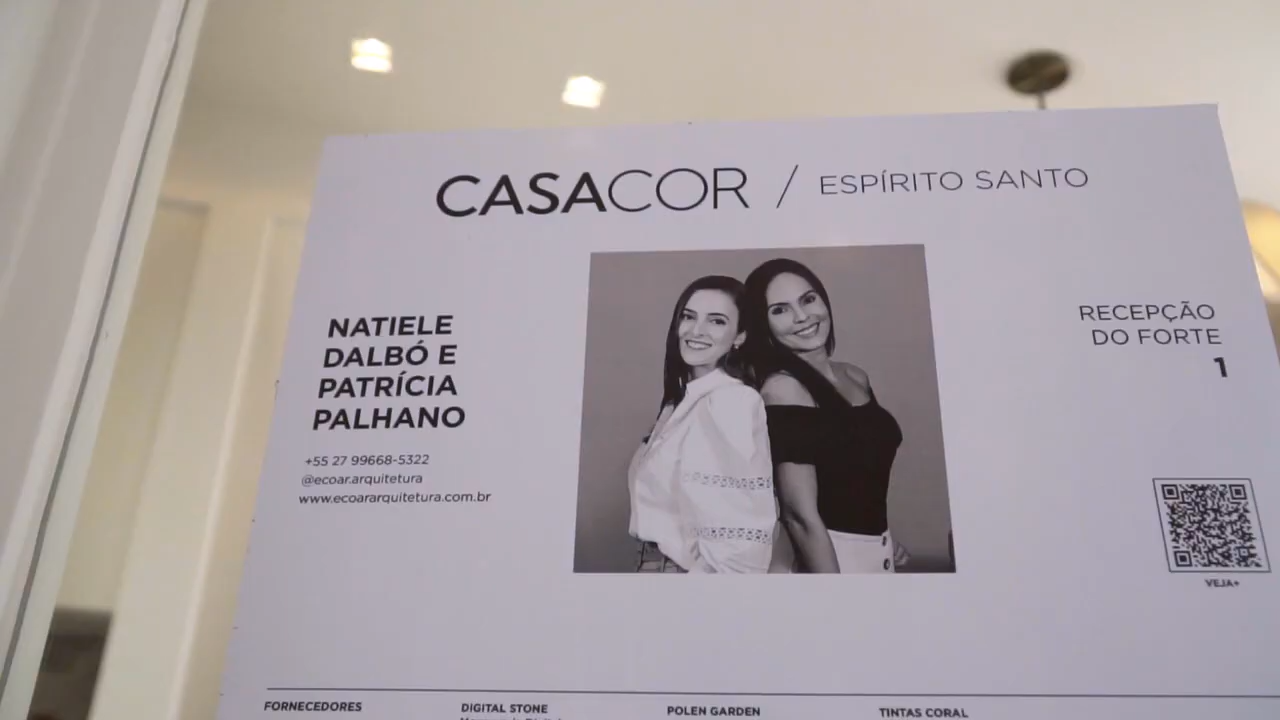 CASACOR / ESPÍRITO SANTO
NATIELE
DALBÓ E
PATRÍCIA
PALHANO
+55 27 99668-5322
@ecoar.arquitetura
www.ecoararquitetura.com.br
RECEPÇÃO
DO FORTE
1
VEJA+
FORNECEDORES
DIGITAL STONE
POLEN GARDEN
TINTAS CORAL